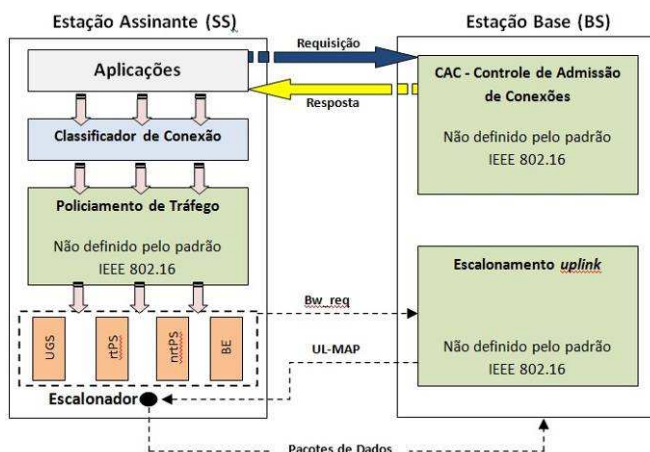 Estação Assinante (SS)
Estação Base (BS)
Requisição
Aplicações
Resposta
CAC - Controle de Admissão
de Conexões
Não definido pelo padrão
IEEE 802.16
Classificador de Conexão
Policiamento de Tráfego
Não definido pelo padrão
IEEE 802.16
Escalonamento uplink
Não definido pelo padrão
IEEE 802.16
Bw_req
UL-MAP
UGS
rtPS
nrtPS
BE
Escalonador
Pacotes de Dados